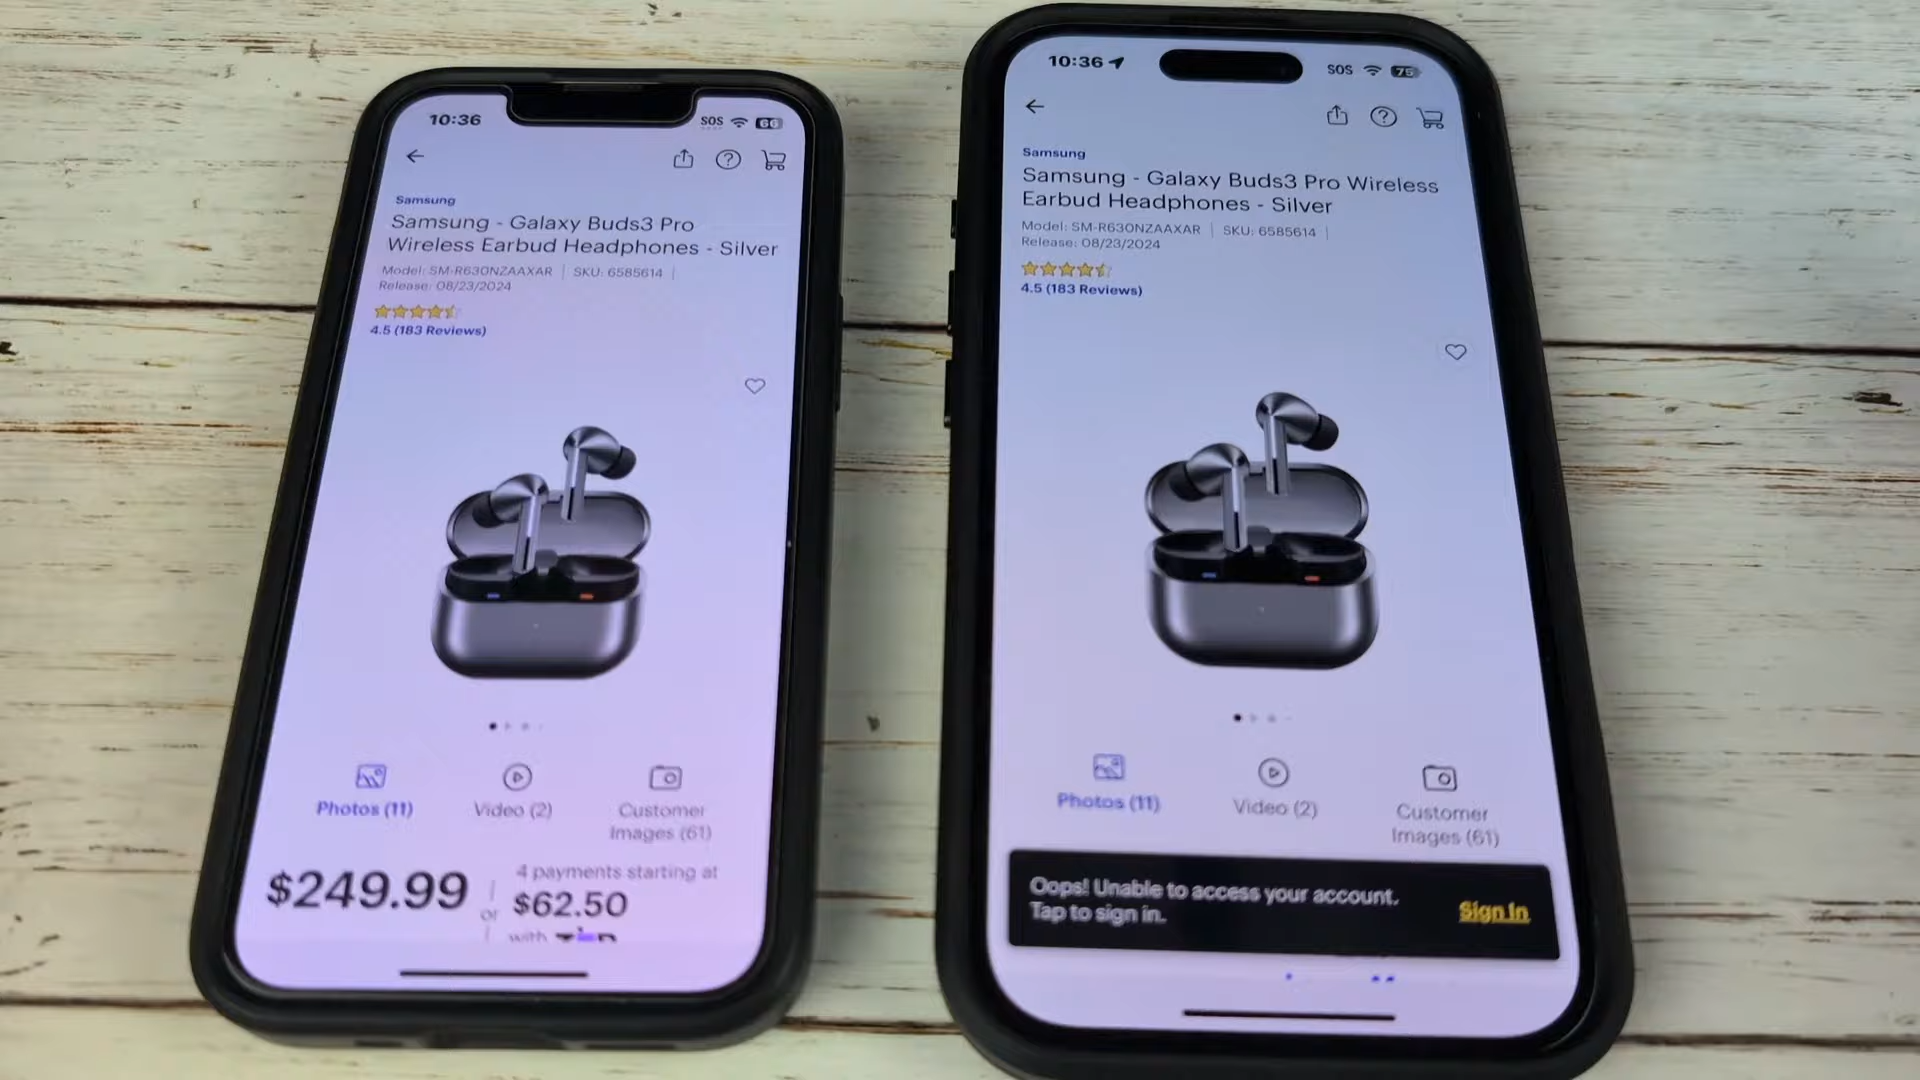 10:36
SOS
66
Samsung
Samsung - Galaxy Buds3 Pro
Wireless Earbud Headphones - Silver
Model: SM-R630NZAAXAR | SKU: 6585614 |
Release: 08/23/2024
4.5 (183 Reviews)
Photos (11)
Video (2)
Customer
Images (61)
$249.99
or
4 payments starting at
$62.50
with
10:36
SOS
75
Samsung
Samsung - Galaxy Buds3 Pro Wireless
Earbud Headphones - Silver
Model: SM-R630NZAAXAR | SKU: 6585614 |
Release: 08/23/2024
4.5 (183 Reviews)
Photos (11)
Video (2)
Customer
Images (61)
Oops! Unable to access your account.
Tap to sign in.
Sign In